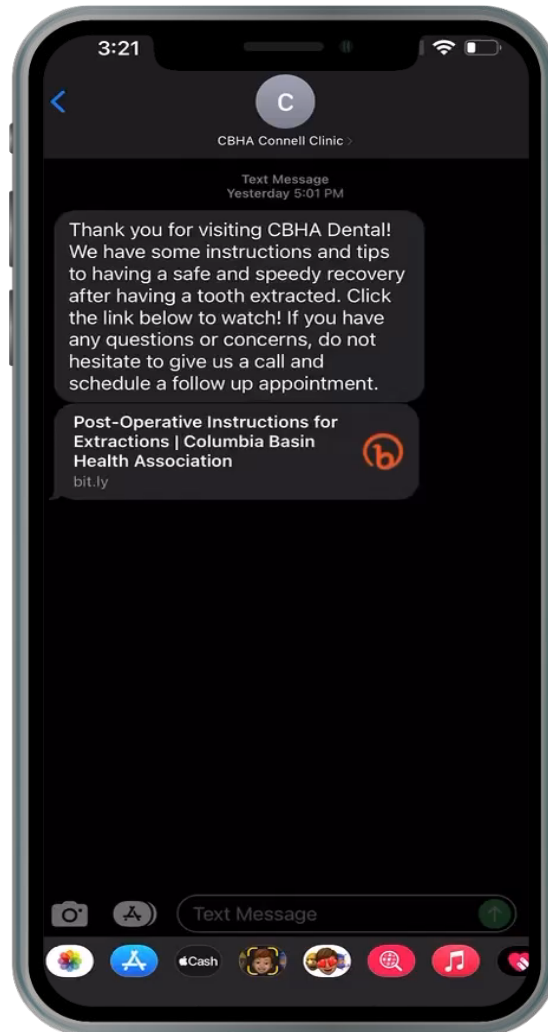 3:21
C
CBHA Connell Clinic
Text Message
Yesterday 5:01 PM
Thank you for visiting CBHA Dental!
We have some instructions and tips
to having a safe and speedy recovery
after having a tooth extracted. Click
the link below to watch! If you have
any questions or concerns, do not
hesitate to give us a call and
schedule a follow up appointment.
Post-Operative Instructions for
Extractions | Columbia Basin
Health Association
bit.ly
Text Message
Cash